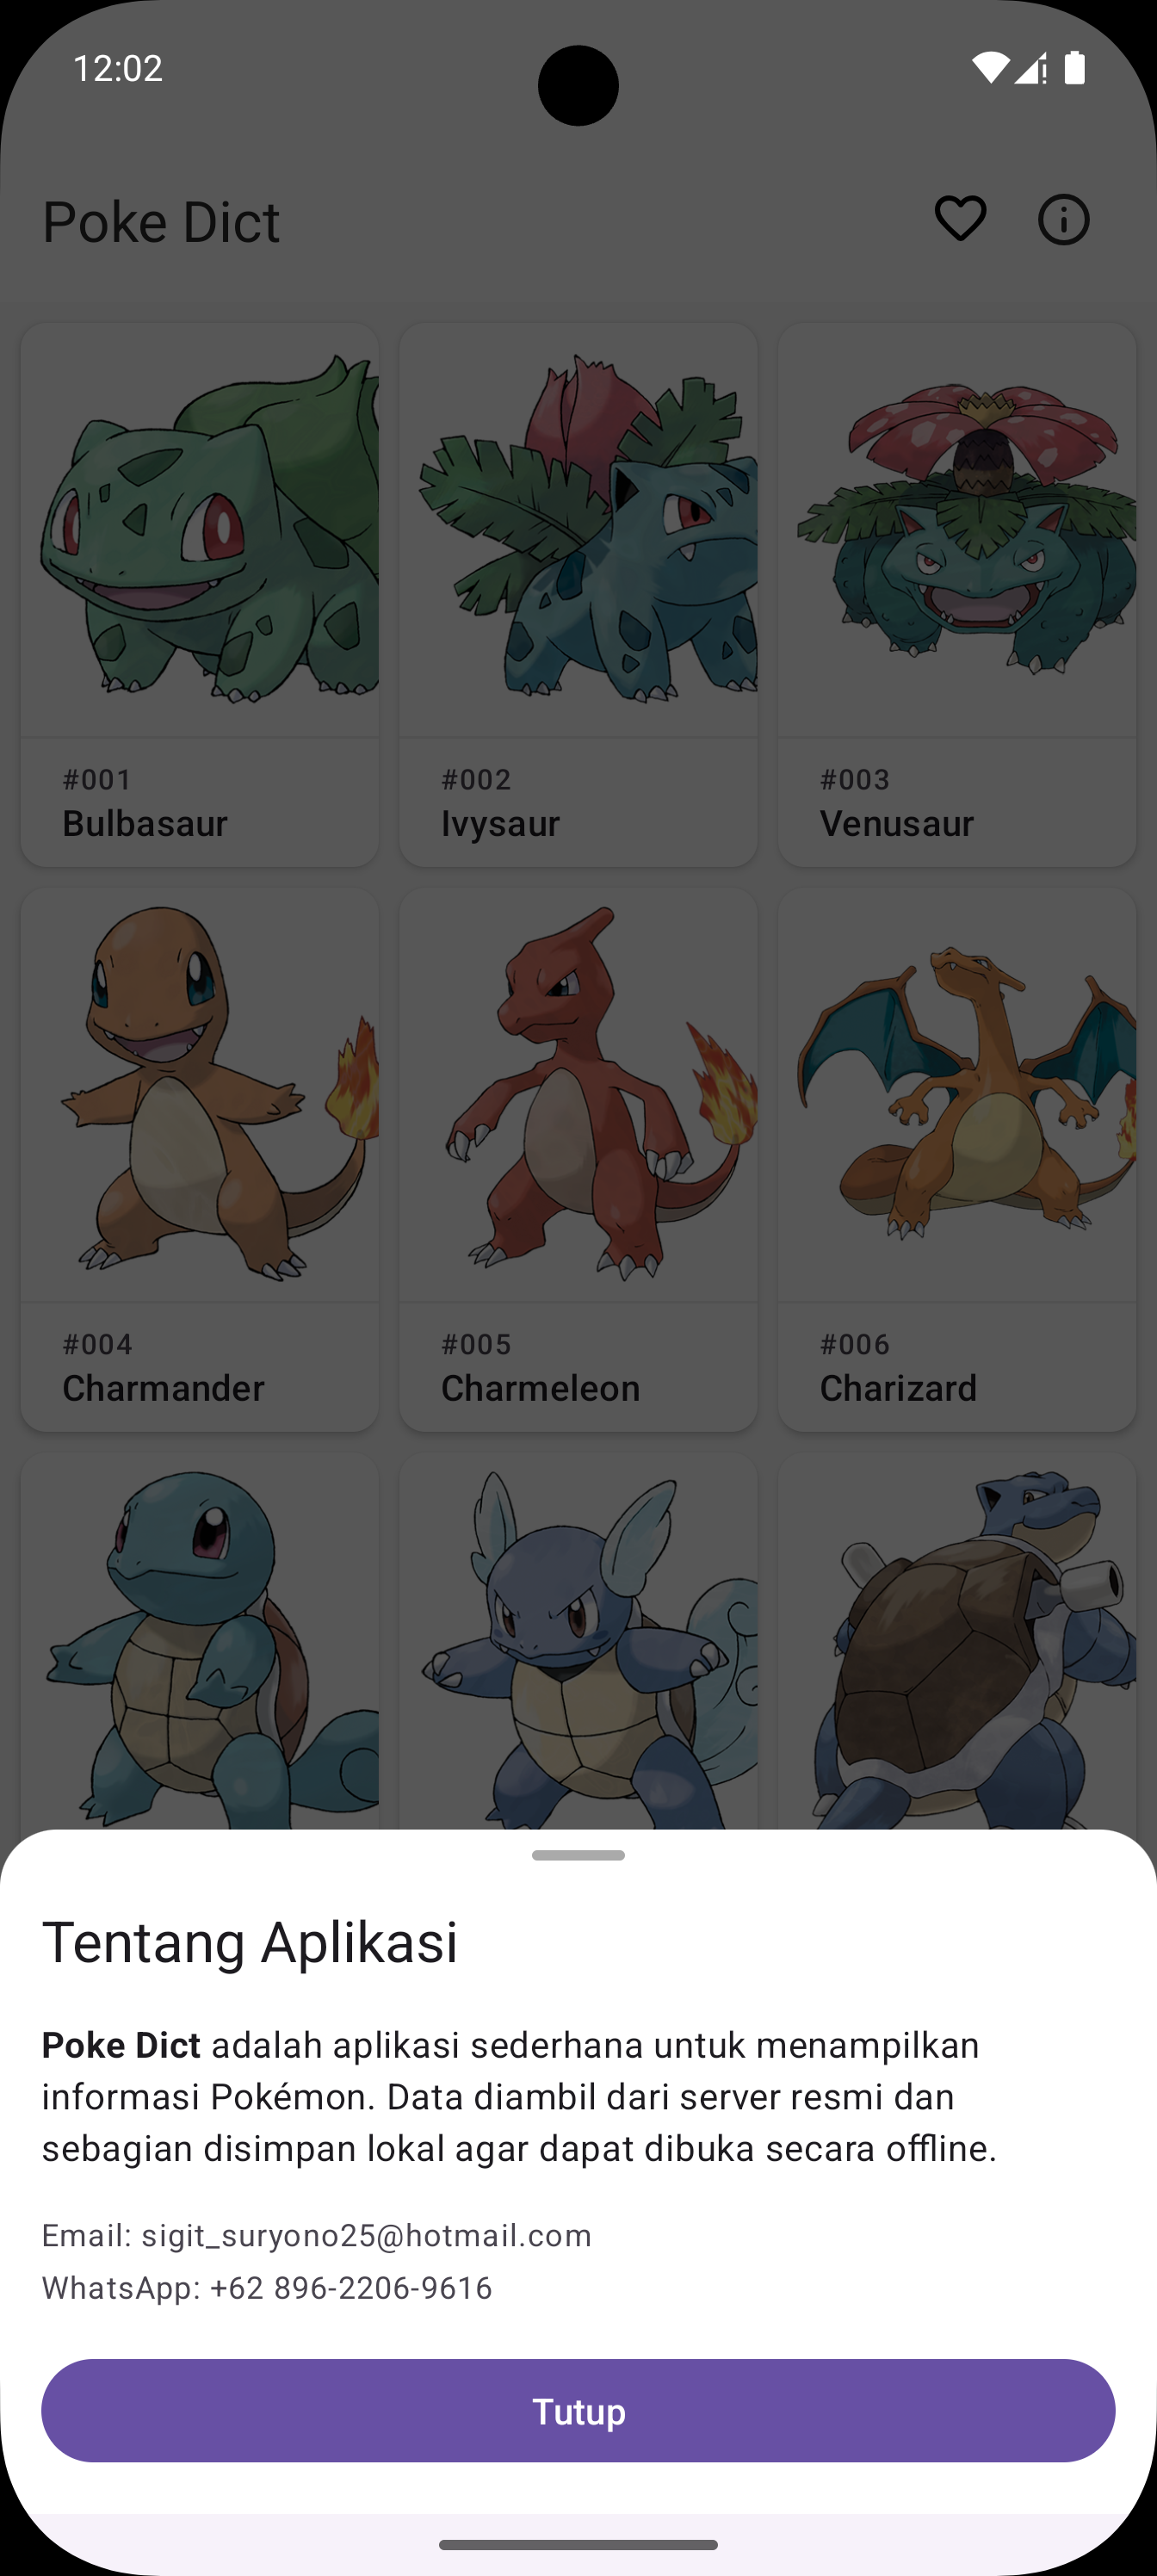 12:02
Poke Dict
#001
Bulbasaur
#002
Ivysaur
#003
Venusaur
#004
Charmander
#005
Charmeleon
#006
Charizard
Tentang Aplikasi
Poke Dict adalah aplikasi sederhana untuk menampilkan
informasi Pokémon. Data diambil dari server resmi dan
sebagian disimpan lokal agar dapat dibuka secara offline.
Email: sigit_suryono25@hotmail.com
WhatsApp: +62 896-2206-9616
Tutup